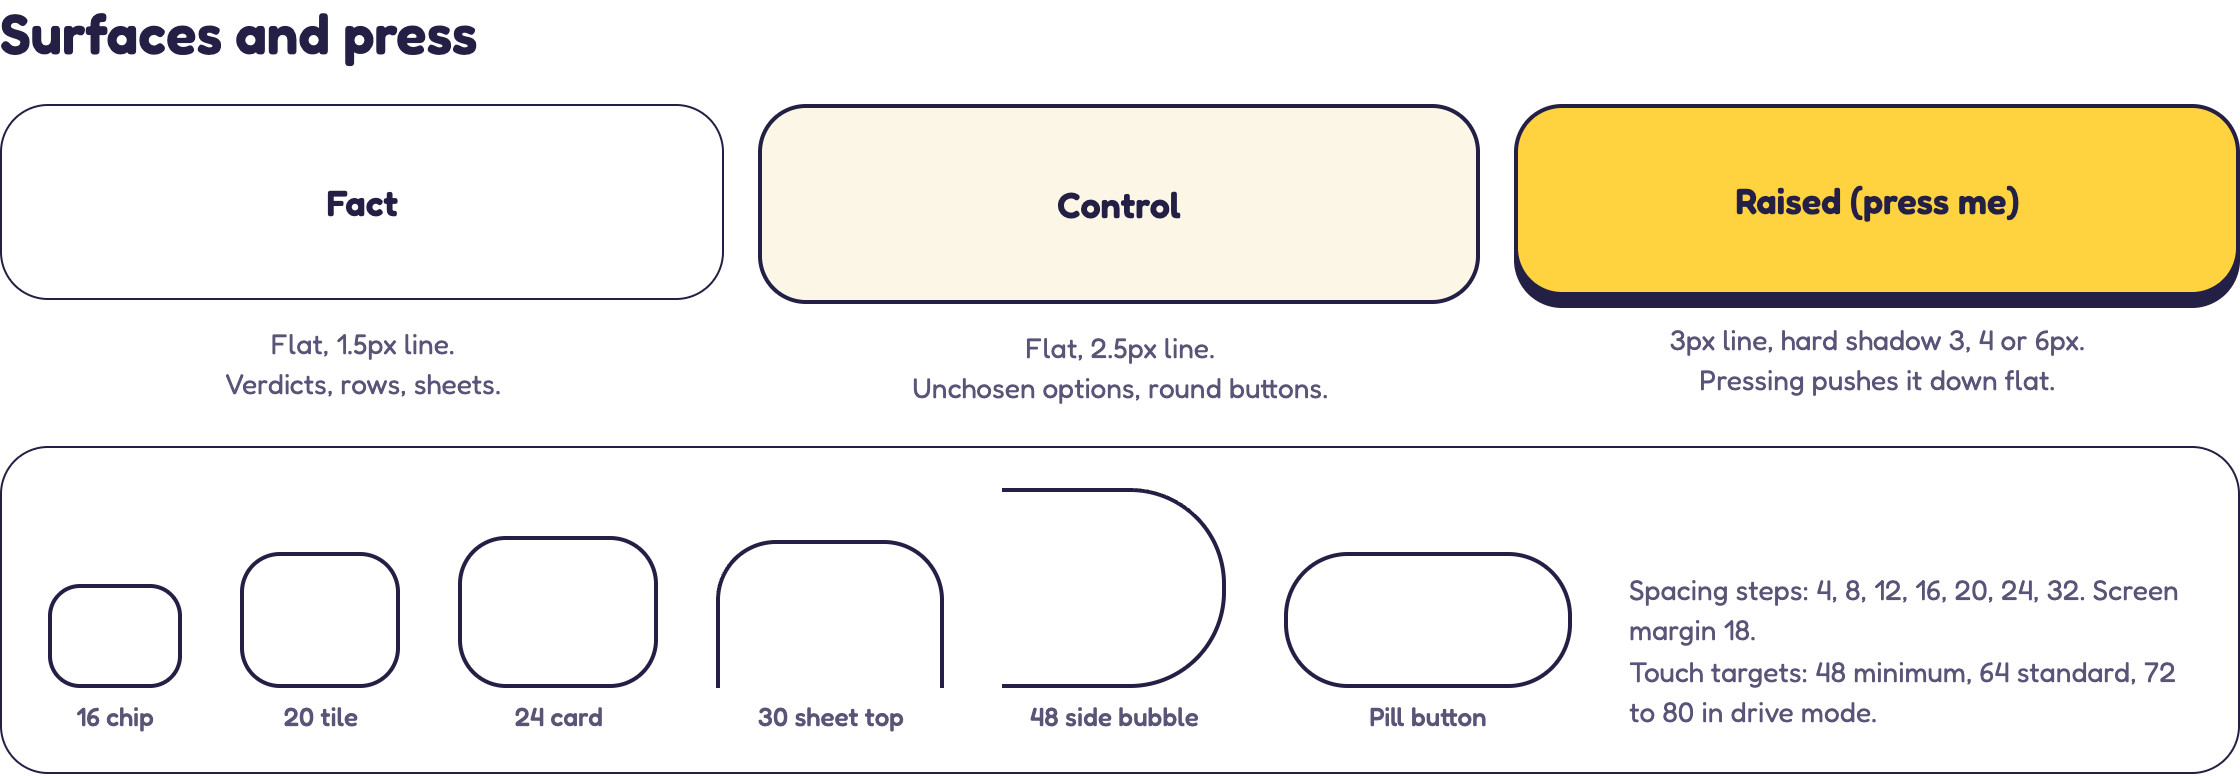 Surfaces and press
Fact
Control
Raised (press me)
Flat, 1.5px line.
Verdicts, rows, sheets.
Flat, 2.5px line.
Unchosen options, round buttons.
3px line, hard shadow 3, 4 or 6px.
Pressing pushes it down flat.
16 chip
20 tile
24 card
30 sheet top
48 side bubble
Pill button
Spacing steps: 4, 8, 12, 16, 20, 24, 32. Screen
margin 18.
Touch targets: 48 minimum, 64 standard, 72
to 80 in drive mode.